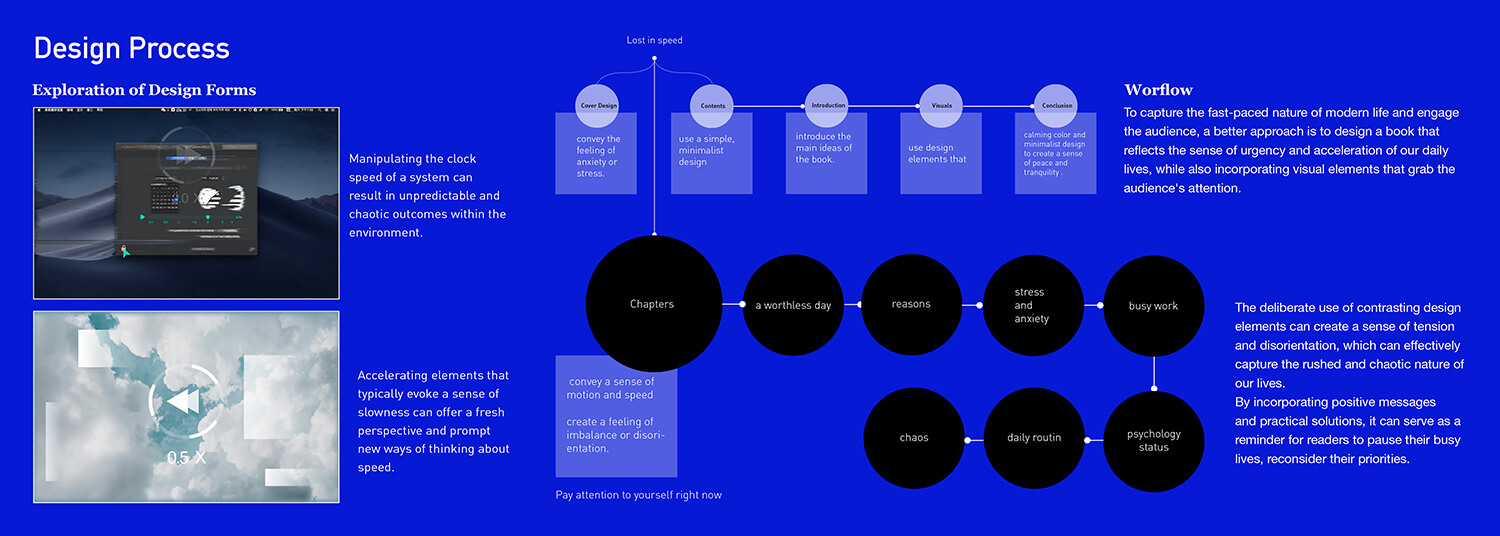 Design Process
Exploration of Design Forms
Manipulating the clock
speed of a system can
result in unpredictable and
chaotic outcomes within the
environment.
0.5 X
Accelerating elements that
typically evoke a sense of
slowness can offer a fresh
perspective and prompt
new ways of thinking about
speed.
Lost in speed
Cover Design
convey the
feeling of
anxiety or
stress.
Contents
use a simple,
minimalist
design
Introduction
introduce the
main ideas of
the book.
Visuals
use design
elements that
Conclusion
calming color and
minimalist design
to create a sense
of peace and
tranquility .
Chapters
a worthless day
reasons
stress
and
anxiety
busy work
psychology
status
daily routin
chaos
convey a sense of
motion and speed
create a feeling of
imbalance or disori-
entation.
Pay attention to yourself right now
Worflow
To capture the fast-paced nature of modern life and engage
the audience, a better approach is to design a book that
reflects the sense of urgency and acceleration of our daily
lives, while also incorporating visual elements that grab the
audience's attention.
The deliberate use of contrasting design
elements can create a sense of tension
and disorientation, which can effectively
capture the rushed and chaotic nature of
our lives.
By incorporating positive messages
and practical solutions, it can serve as a
reminder for readers to pause their busy
lives, reconsider their priorities.